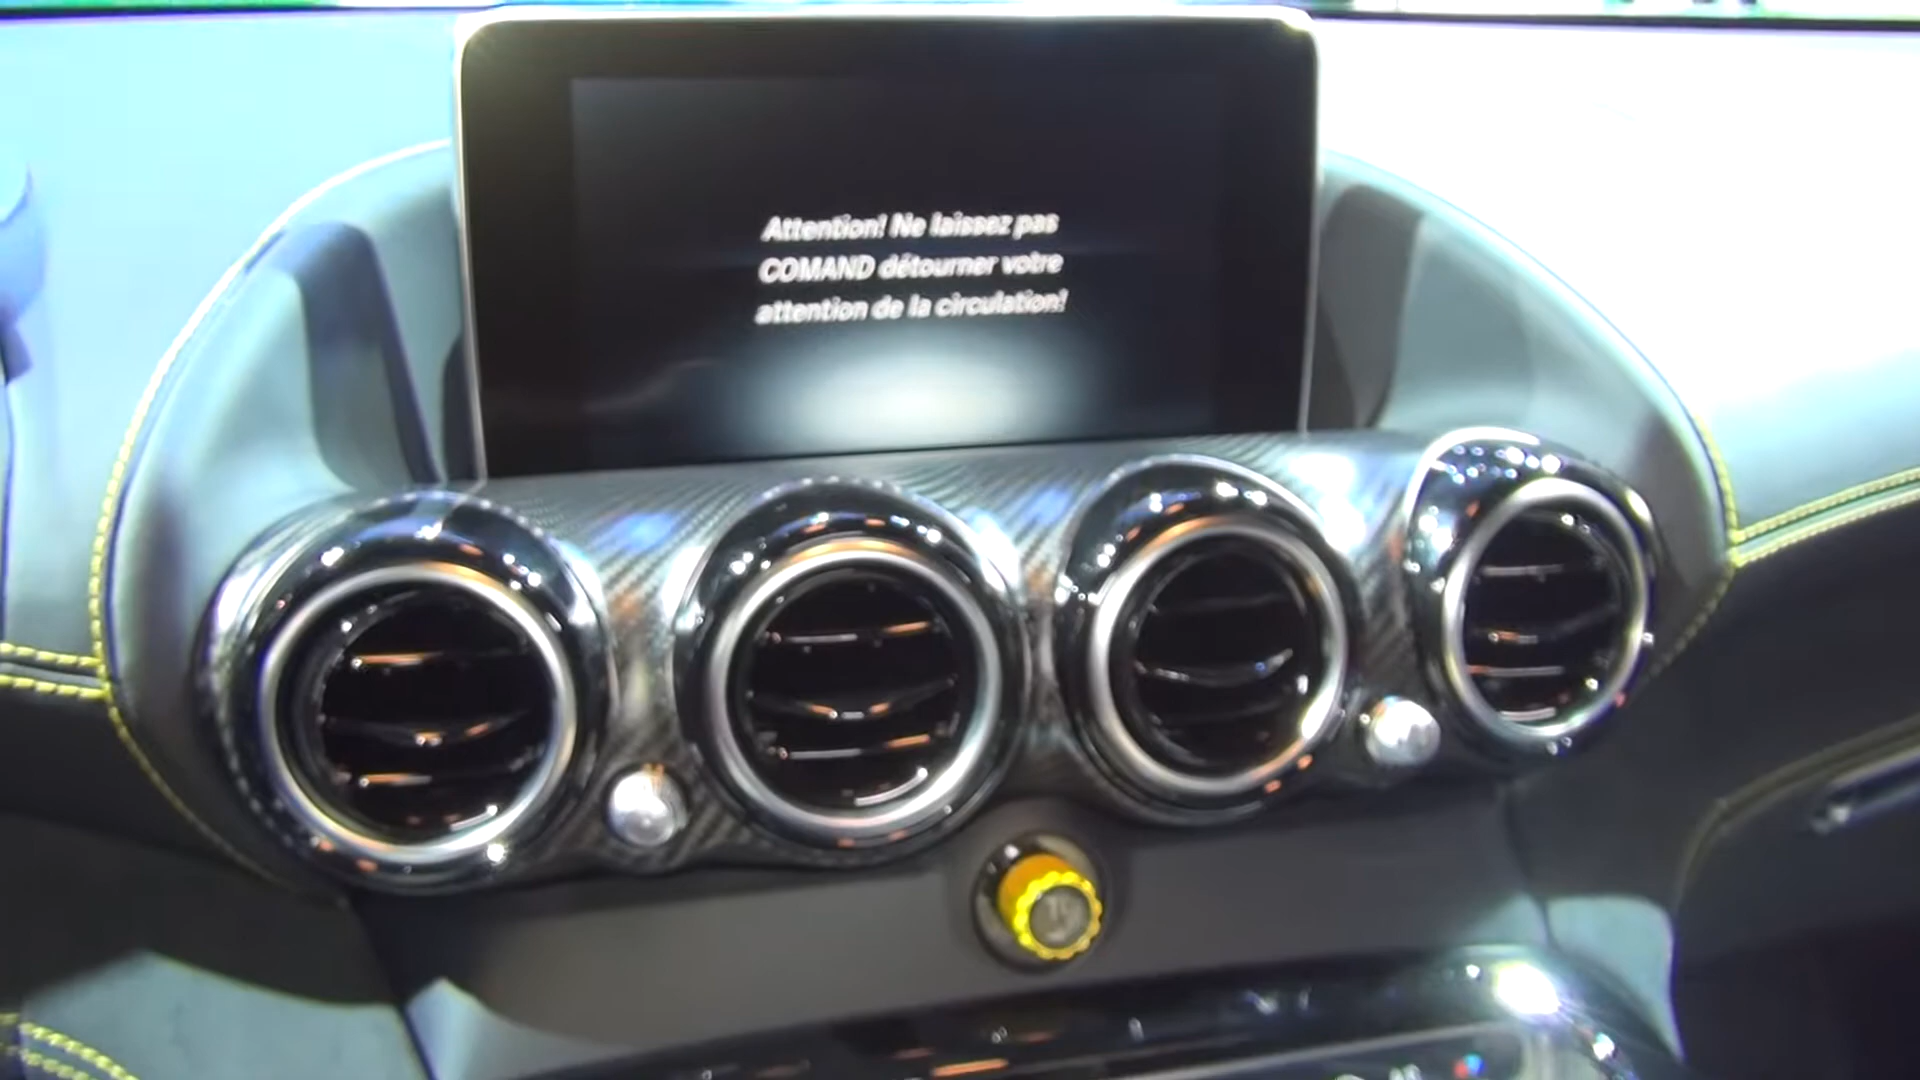 Attention! Ne laissez pas
COMAND détourner votre
attention de la circulation!